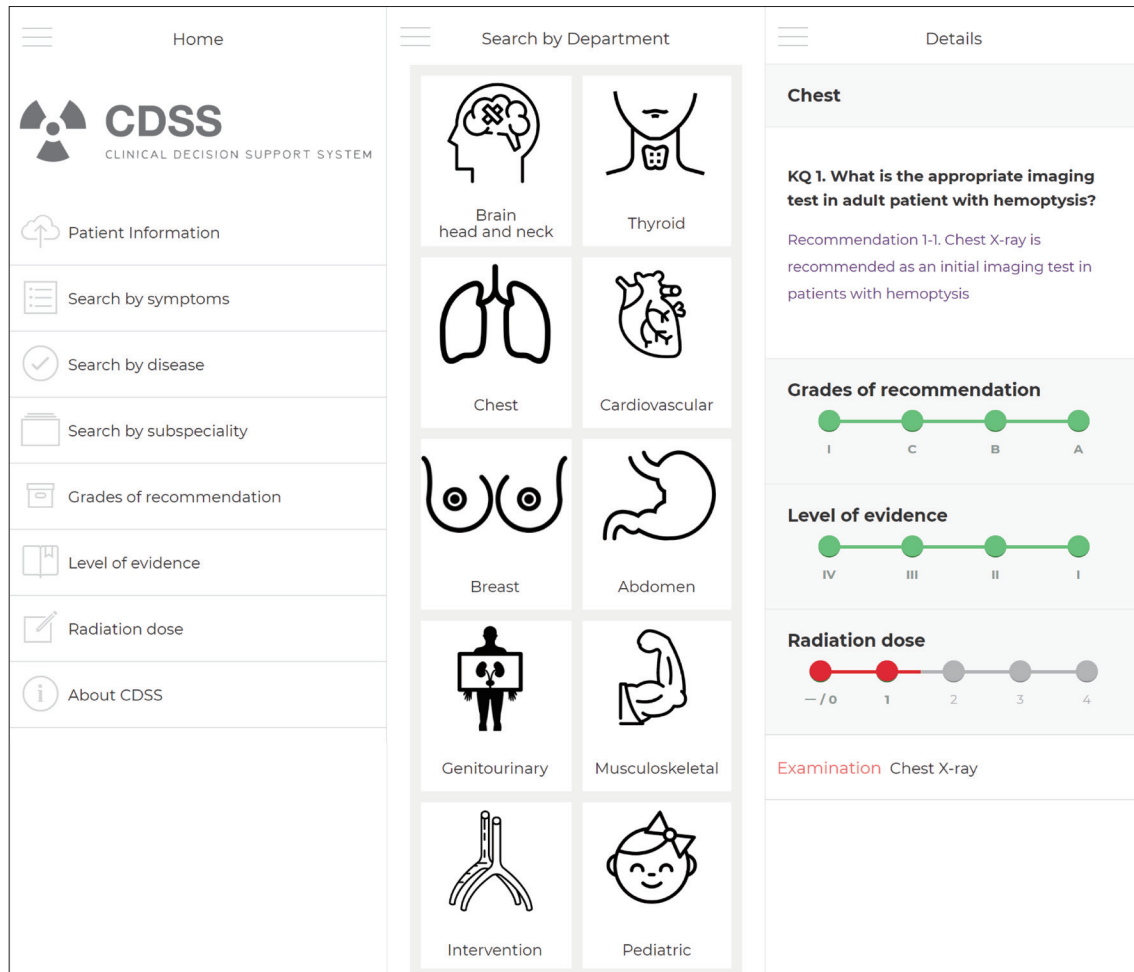 Home
CDSS
CLINICAL DECISION SUPPORT SYSTEM
Patient Information
Search by symptoms
Search by disease
Search by subspeciality
Grades of recommendation
Level of evidence
Radiation dose
About CDSS
Search by Department
Brain
head and neck
Thyroid
Chest
Cardiovascular
Breast
Abdomen
Genitourinary
Musculoskeletal
Intervention
Pediatric
Details
Chest
KQ 1. What is the appropriate imaging
test in adult patient with hemoptysis?
Recommendation 1-1. Chest X-ray is
recommended as an initial imaging test in
patients with hemoptysis
Grades of recommendation
I C B A
Level of evidence
IV III II I
Radiation dose
—/0 1 2 3 4
Examination Chest X-ray